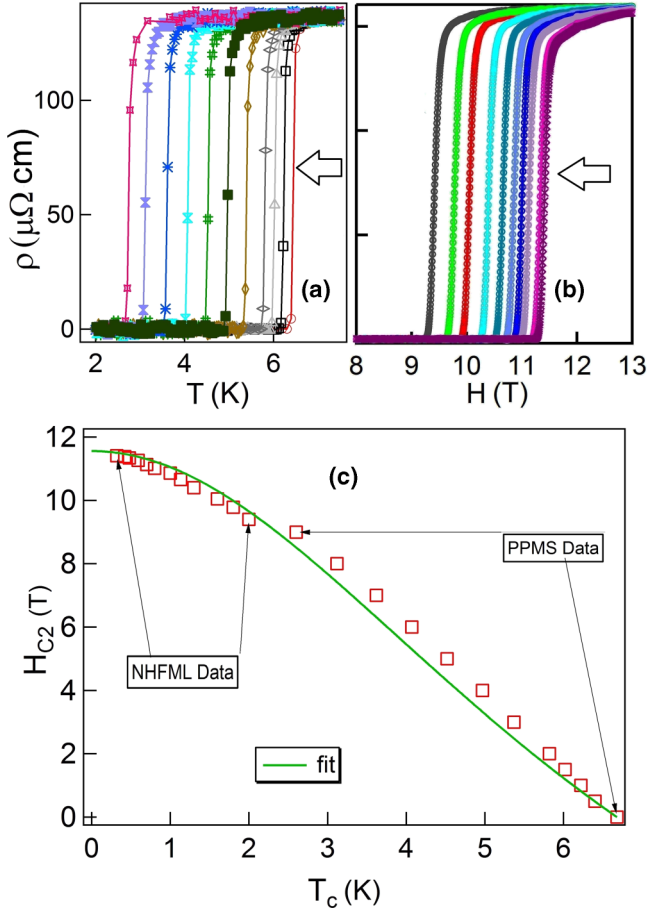 100
50
0
ρ (μΩ cm)
(a)
2
4
6
T (K)
(b)
8
9
10
11
12
13
H (T)
12
10
8
6
4
2
0
H_C2 (T)
(c)
PPMS Data
NHFML Data
fit
0
1
2
3
4
5
6
T_c (K)